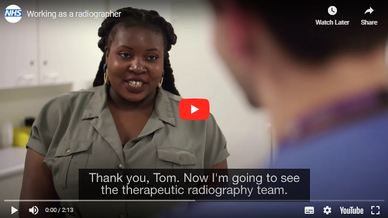 NHS
Working as a radiographer
Watch Later
Share
Thank you, Tom. Now I'm going to see
the therapeutic radiography team.
0:00 / 2:13
YouTube